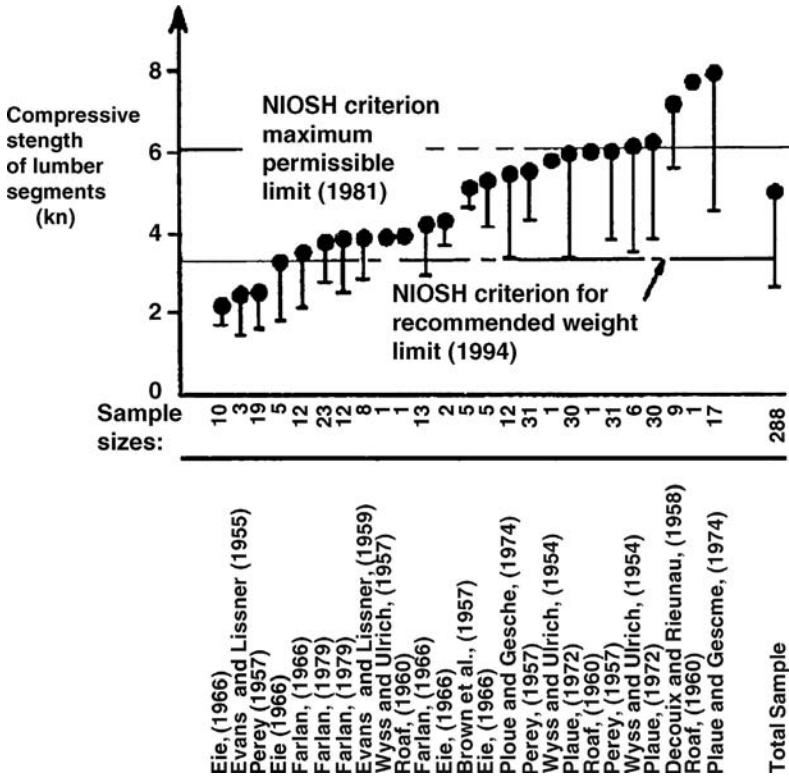 Compressive
stength
of lumber
segments
(kn)
8
6
4
2
0
NIOSH criterion
maximum
permissible
limit (1981)
NIOSH criterion for
recommended weight
limit (1994)
Sample
sizes:
10
3
19
5
12
23
12
8
1
1
13
2
5
5
12
31
1
30
1
31
6
30
9
1
17
288
Eie, (1966)
Evans and Lissner (1955)
Perey (1957)
Eie (1966)
Farlan, (1966)
Farlan, (1979)
Farlan, (1979)
Evans and Lissner, (1959)
Wyss and Ulrich, (1957)
Roaf, (1960)
Farlan, (1966)
Eie, (1966)
Brown et al., (1957)
Eie, (1966)
Ploue and Gesche, (1974)
Perey, (1957)
Wyss and Ulrich, (1954)
Plaue, (1972)
Roaf, (1960)
Perey, (1957)
Wyss and Ulrich, (1954)
Plaue, (1972)
Decouix and Rieunau, (1958)
Roaf, (1960)
Plaue and Gescme, (1974)
Total Sample